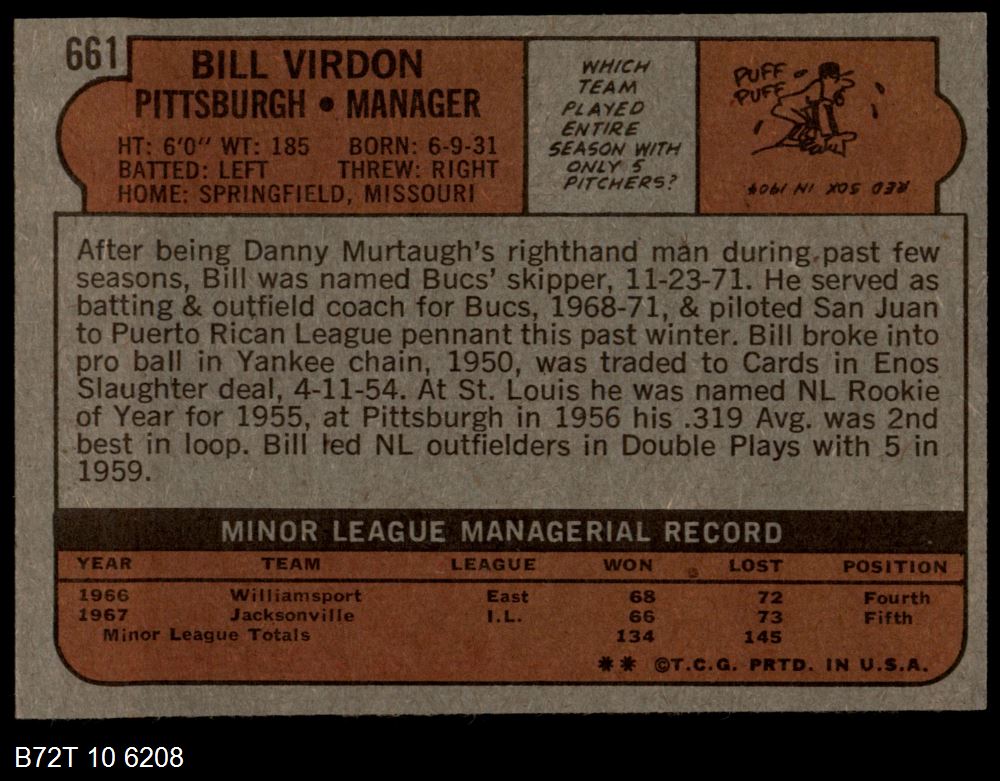 661
BILL VIRDON
PITTSBURGH • MANAGER
HT: 6'0" WT: 185 BORN: 6-9-31
BATTED: LEFT THREW: RIGHT
HOME: SPRINGFIELD, MISSOURI
WHICH
TEAM
PLAYED
ENTIRE
SEASON WITH
ONLY 5
PITCHERS?
PUFF
PUFF
RED SOX IN 1904
After being Danny Murtaugh's righthand man during past few
seasons, Bill was named Bucs' skipper, 11-23-71. He served as
batting & outfield coach for Bucs, 1968-71, & piloted San Juan
to Puerto Rican League pennant this past winter. Bill broke into
pro ball in Yankee chain, 1950, was traded to Cards in Enos
Slaughter deal, 4-11-54. At St. Louis he was named NL Rookie
of Year for 1955, at Pittsburgh in 1956 his .319 Avg. was 2nd
best in loop. Bill led NL outfielders in Double Plays with 5 in
1959.
MINOR LEAGUE MANAGERIAL RECORD
YEAR TEAM LEAGUE WON LOST POSITION
1966 Williamsport East 68 72 Fourth
1967 Jacksonville I.L. 66 73 Fifth
Minor League Totals 134 145
** ©T.C.G. PRTD. IN U.S.A.
B72T 10 6208